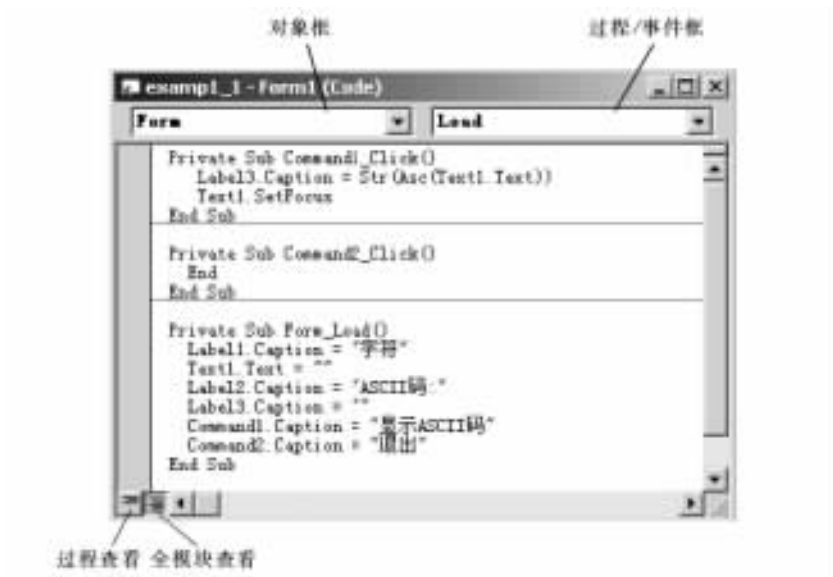 对象框
过程/事件框
examp1_1 - Form1 (Code)
Form
Load
Private Sub Command1_Click()
Label3.Caption = Str(Asc(Text1.Text))
Text1.SetFocus
End Sub
Private Sub Command2_Click()
End
End Sub
Private Sub Form_Load()
Label1.Caption = "字符"
Text1.Text = ""
Label2.Caption = "ASCII码:"
Label3.Caption = ""
Command1.Caption = "显示ASCII码"
Command2.Caption = "退出"
End Sub
过程查看 全模块查看